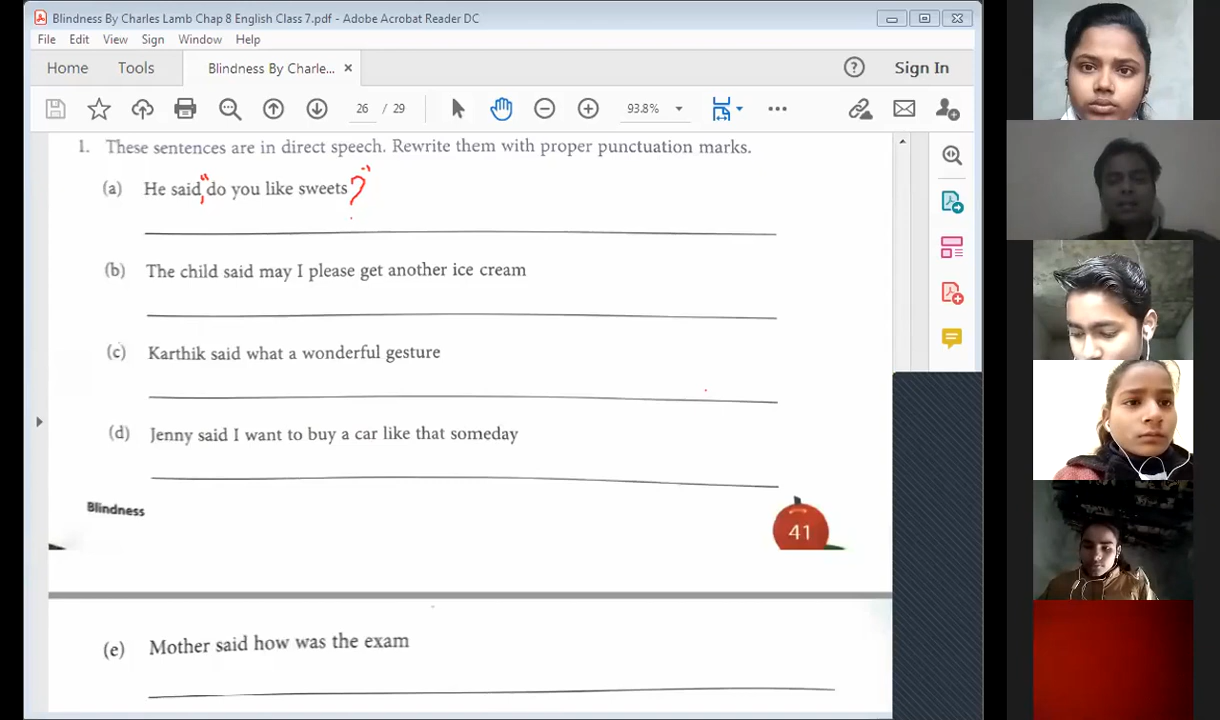 Blindness By Charles Lamb Chap 8 English Class 7.pdf - Adobe Acrobat Reader DC
File Edit View Sign Window Help
Home Tools Blindness By Charle... × ? Sign In
26 / 29 93.8%
1. These sentences are in direct speech. Rewrite them with proper punctuation marks.
(a) He said,"do you like sweets?"
(b) The child said may I please get another ice cream
(c) Karthik said what a wonderful gesture
(d) Jenny said I want to buy a car like that someday
Blindness
41
(e) Mother said how was the exam